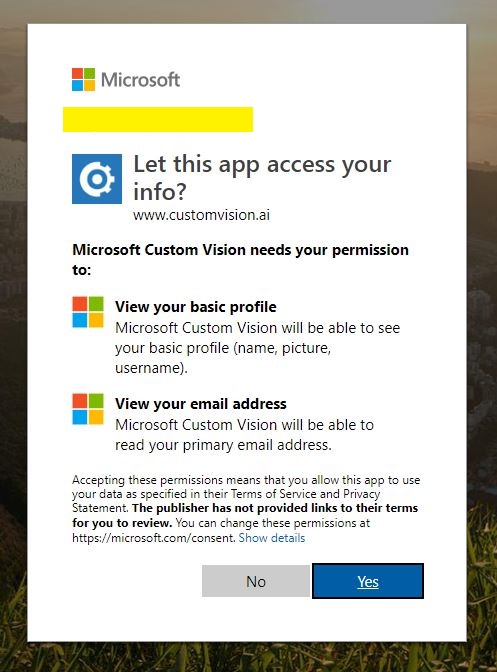 Microsoft
Let this app access your
info?
www.customvision.ai
Microsoft Custom Vision needs your permission
to:
View your basic profile
Microsoft Custom Vision will be able to see
your basic profile (name, picture,
username).
View your email address
Microsoft Custom Vision will be able to
read your primary email address.
Accepting these permissions means that you allow this app to use
your data as specified in their Terms of Service and Privacy
Statement. The publisher has not provided links to their terms
for you to review. You can change these permissions at
https://microsoft.com/consent. Show details
No Yes